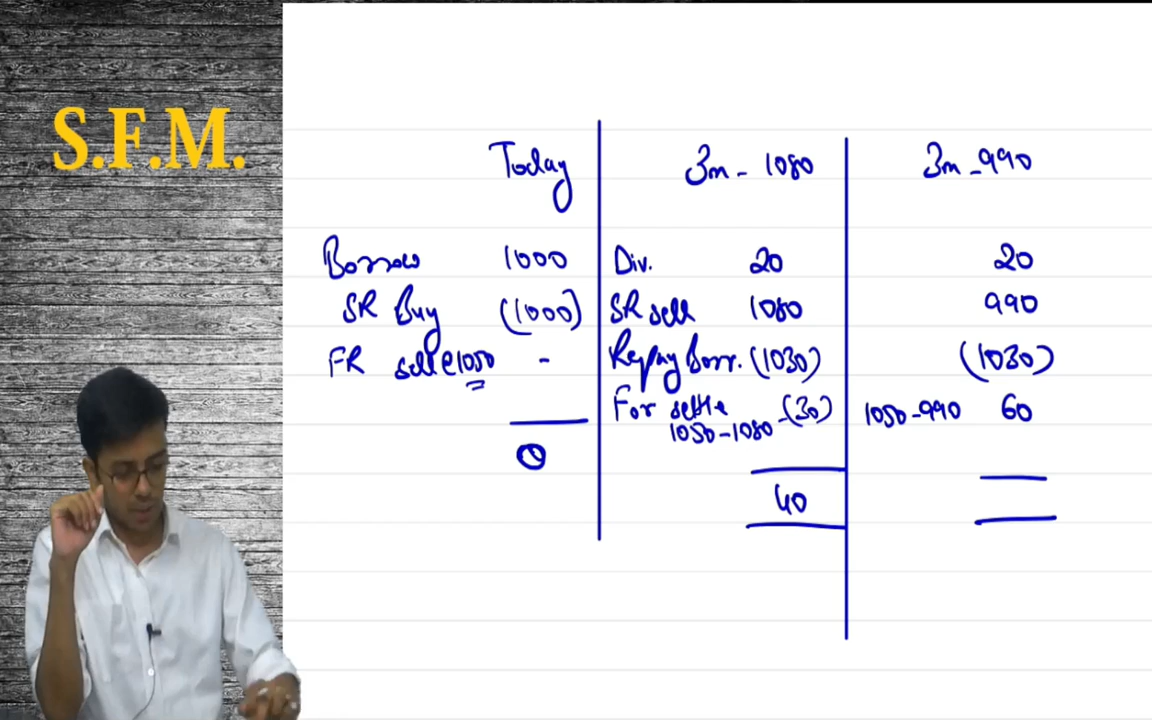 S.F.M.
Today 3m - 1080 3m - 990
Borrow 1000 Div. 20 20
SR Buy (1000) SR sell 1080 990
FR sell @ 1050 - Repay Borr. (1030) (1030)
For settle - (30) 1050 - 990 60
1050 - 1080
0
40